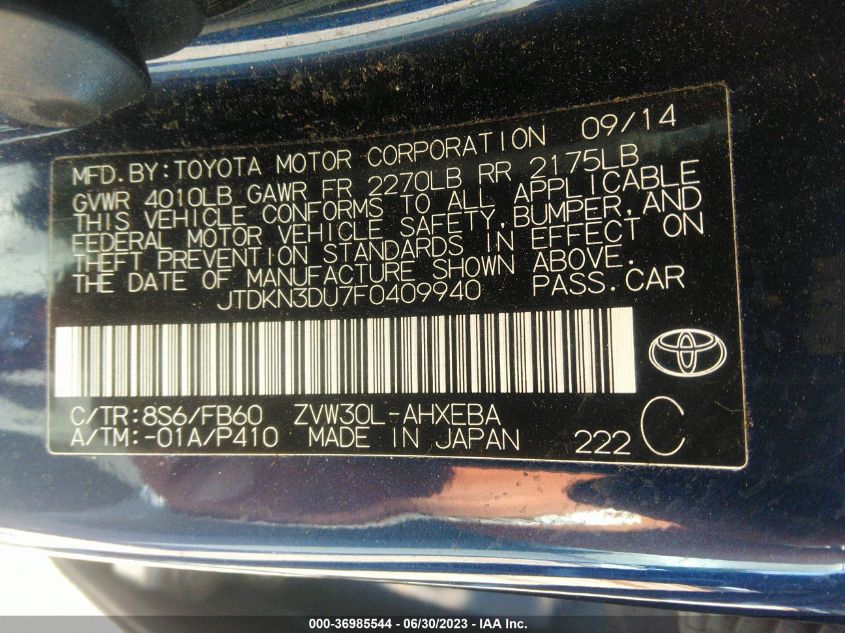 MFD.BY:TOYOTA MOTOR CORPORATION 09/14
GVWR 4010LB GAWR FR 2270LB RR 2175LB
THIS VEHICLE CONFORMS TO ALL APPLICABLE
FEDERAL MOTOR VEHICLE SAFETY,BUMPER,AND
THEFT PREVENTION STANDARDS IN EFFECT ON
THE DATE OF MANUFACTURE SHOWN ABOVE.
JTDKN3DU7F0409940 PASS.CAR
C/TR:8S6/FB60 ZVW30L-AHXEBA
A/TM:-01A/P410 MADE IN JAPAN 222 C
000-36985544 / 06/30/2023 - IAA Inc.